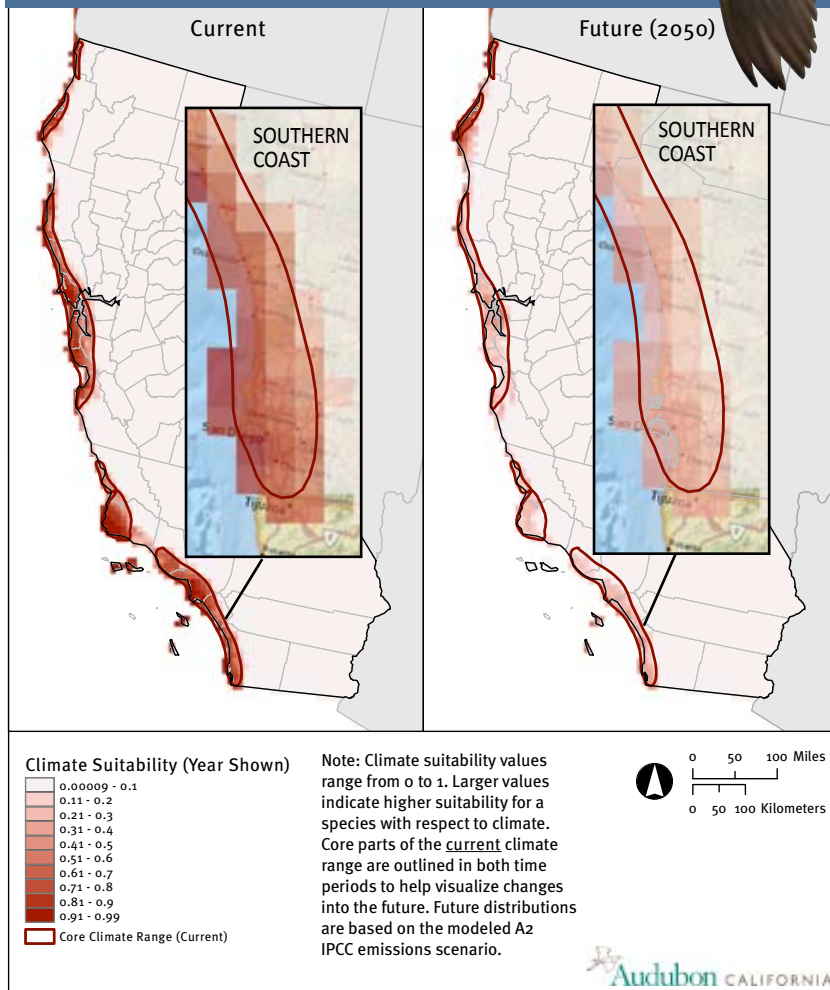 Current
Future (2050)
SOUTHERN
COAST
SOUTHERN
COAST
San Diego
Tijuana
Tijuana
Climate Suitability (Year Shown)
0.00009 - 0.1
0.11 - 0.2
0.21 - 0.3
0.31 - 0.4
0.41 - 0.5
0.51 - 0.6
0.61 - 0.7
0.71 - 0.8
0.81 - 0.9
0.91 - 0.99
Core Climate Range (Current)
Note: Climate suitability values
range from 0 to 1. Larger values
indicate higher suitability for a
species with respect to climate.
Core parts of the current climate
range are outlined in both time
periods to help visualize changes
into the future. Future distributions
are based on the modeled A2
IPCC emissions scenario.
0 50 100 Miles
0 50 100 Kilometers
Audubon CALIFORNIA